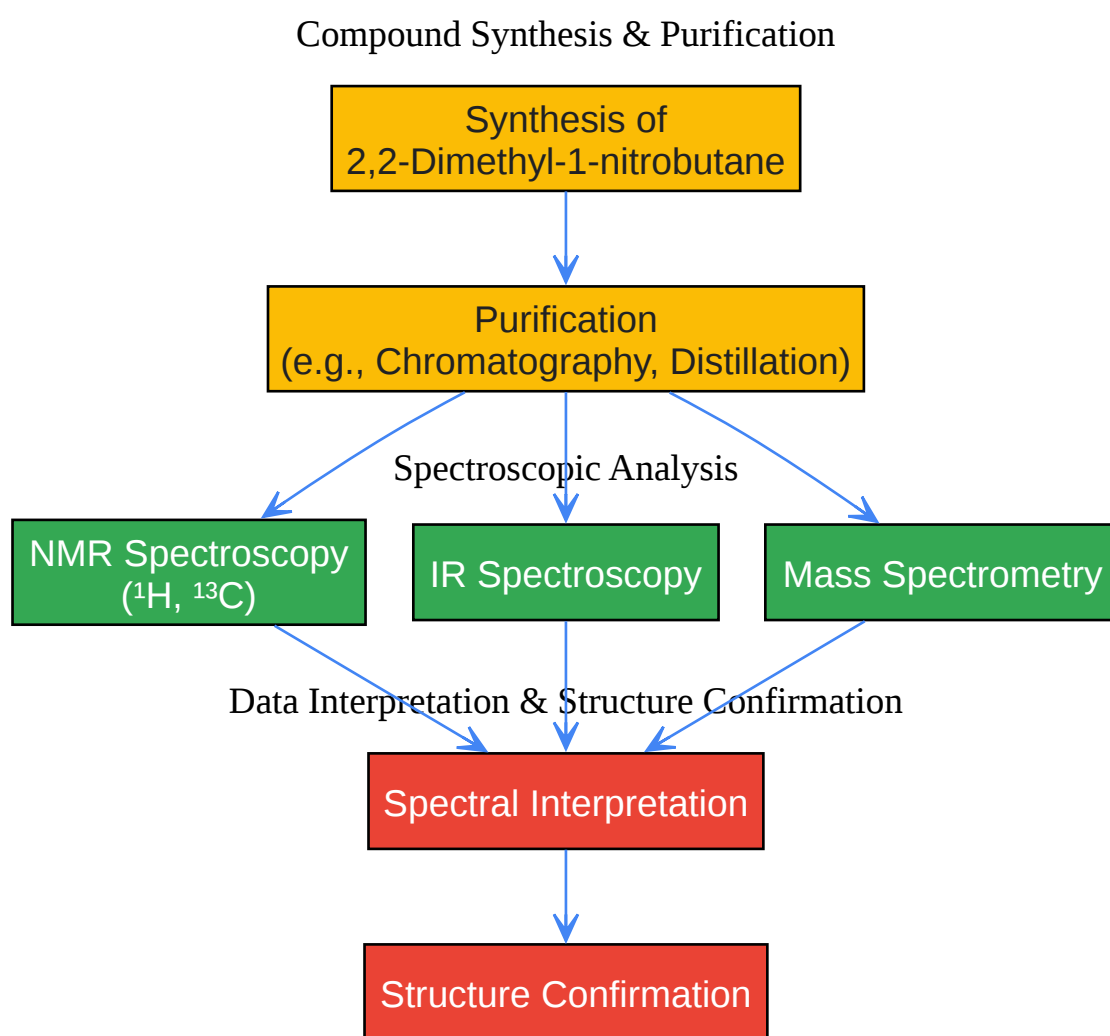 Compound Synthesis & Purification
Synthesis of
2,2-Dimethyl-1-nitrobutane
Purification
(e.g., Chromatography, Distillation)
Spectroscopic Analysis
NMR Spectroscopy
(¹H, ¹³C)
IR Spectroscopy
Mass Spectrometry
Data Interpretation & Structure Confirmation
Spectral Interpretation
Structure Confirmation